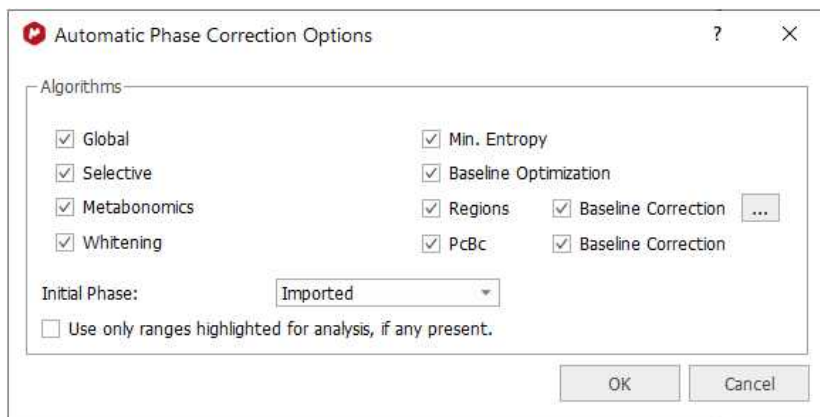 Automatic Phase Correction Options ?
Algorithms
Global Min. Entropy
Selective Baseline Optimization
Metabonomics Regions Baseline Correction ...
Whitening PcBc Baseline Correction
Initial Phase: Imported
Use only ranges highlighted for analysis, if any present.
OK Cancel